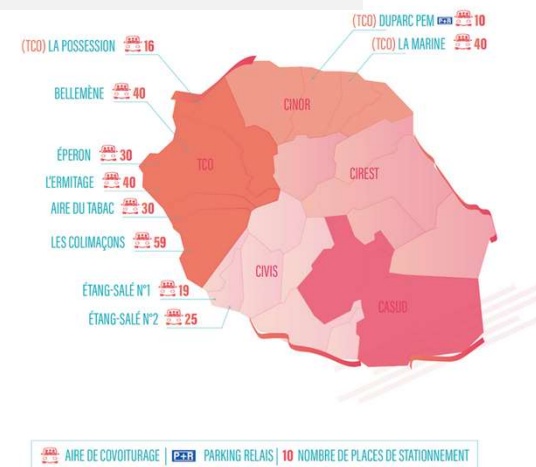 (TCO) DUPARC PEM P+R 10
(TCO) LA POSSESSION 16
(TCO) LA MARINE 40
BELLEMÈNE 40
CINOR
ÉPERON 30
TCO
CIREST
L'ERMITAGE 40
AIRE DU TABAC 30
LES COLIMAÇONS 59
CIVIS
ÉTANG-SALÉ N°1 19
CASUD
ÉTANG-SALÉ N°2 25
AIRE DE COVOITURAGE | P+R PARKING RELAIS | 10 NOMBRE DE PLACES DE STATIONNEMENT